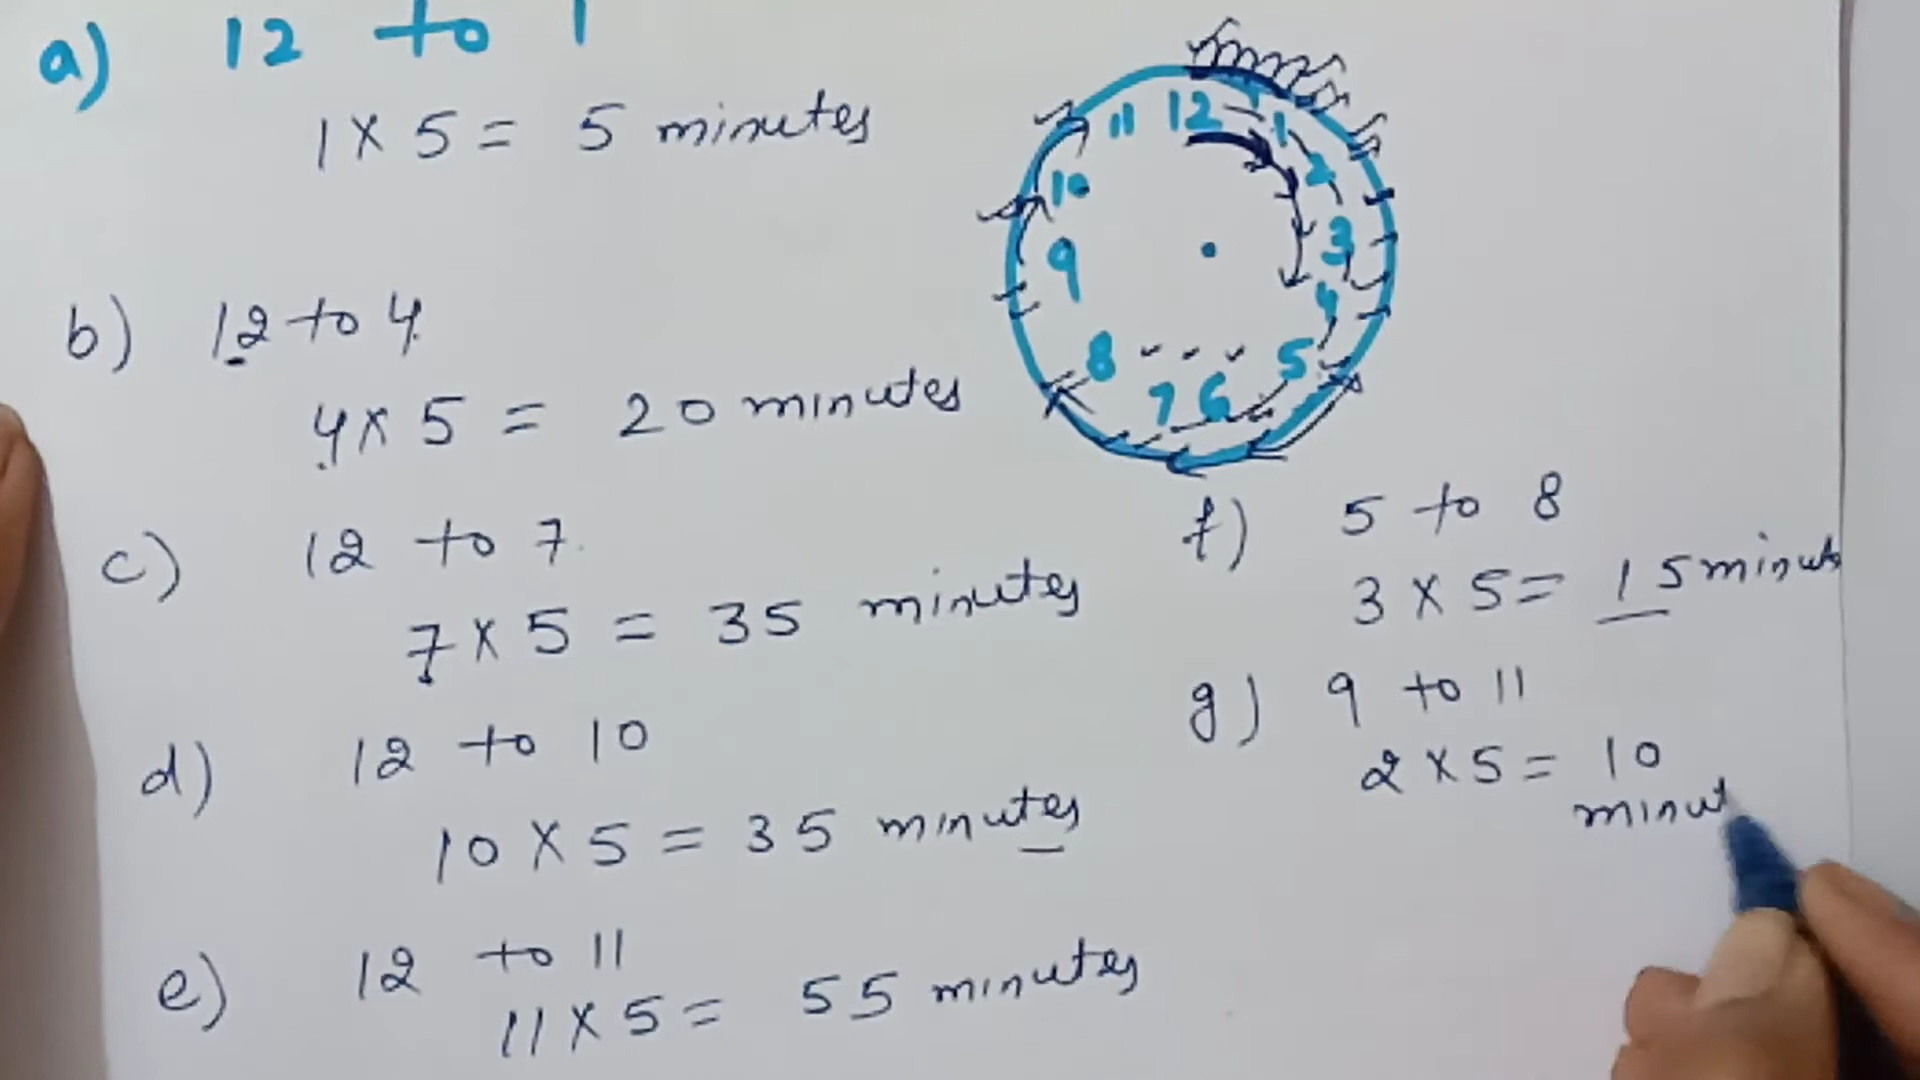 a) 12 to 1
1 × 5 = 5 minutes
b) 12 to 4
4 × 5 = 20 minutes
c) 12 to 7
7 × 5 = 35 minutes
d) 12 to 10
10 × 5 = 35 minutes
e) 12 to 11
11 × 5 = 55 minutes
12
1
2
3
4
5
6
7
8
9
10
11
f) 5 to 8
3 × 5 = 15 minut
g) 9 to 11
2 × 5 = 10
minut